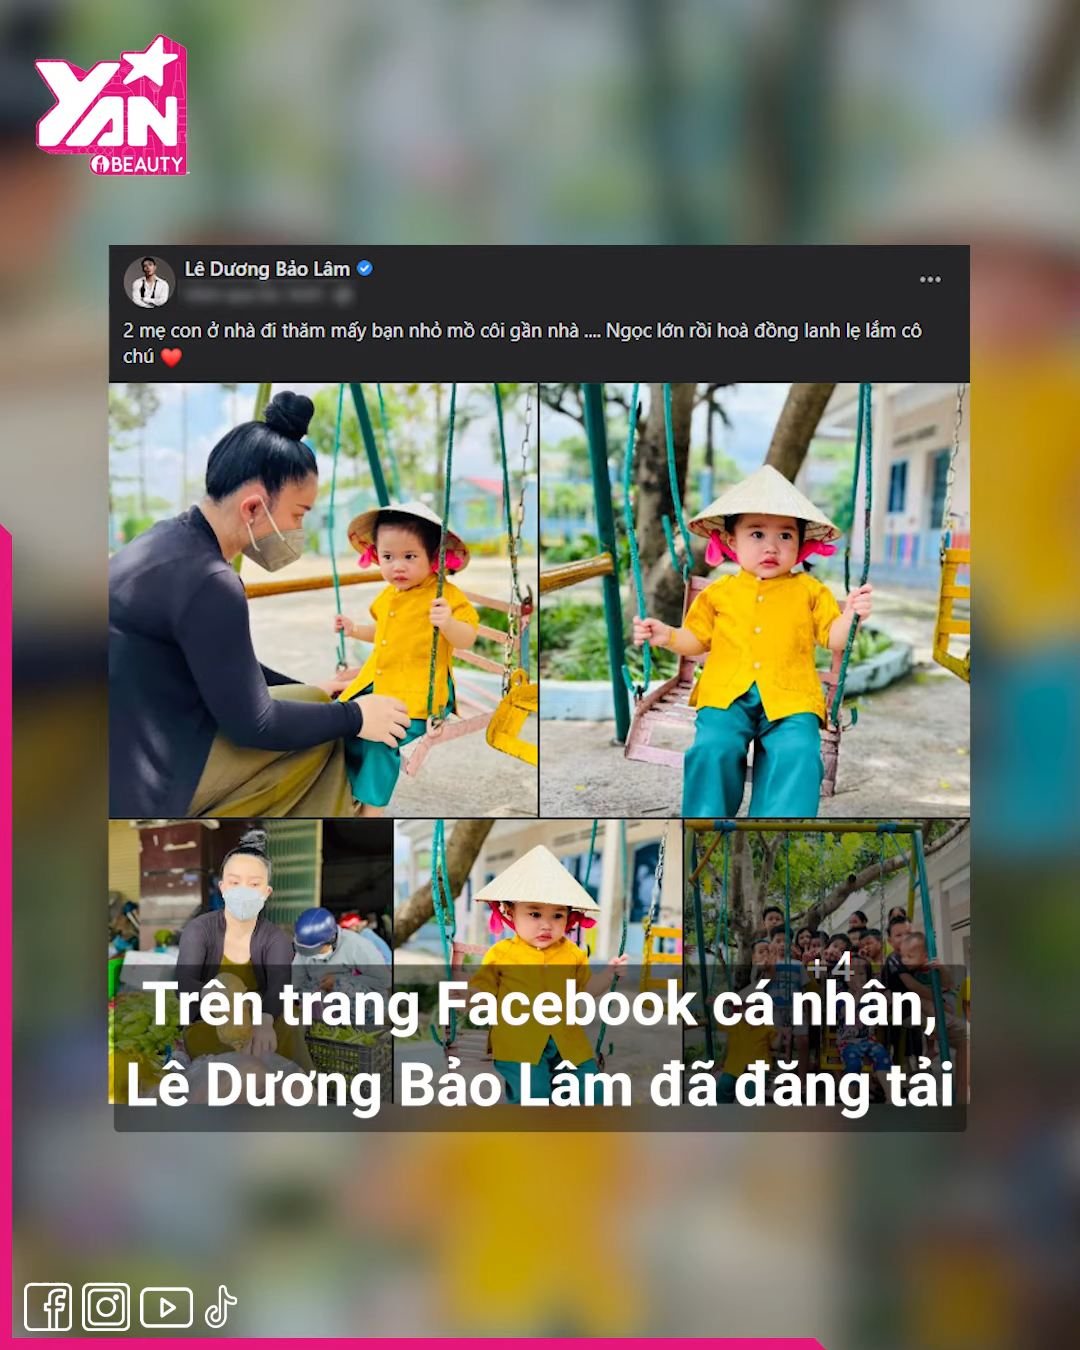 YAN
BEAUTY
Lê Dương Bảo Lâm
2 mẹ con ở nhà đi thăm mấy bạn nhỏ mồ côi gần nhà .... Ngọc lớn rồi hoà đồng lanh lẹ lắm cô
chú ❤️
+4
Trên trang Facebook cá nhân,
Lê Dương Bảo Lâm đã đăng tải